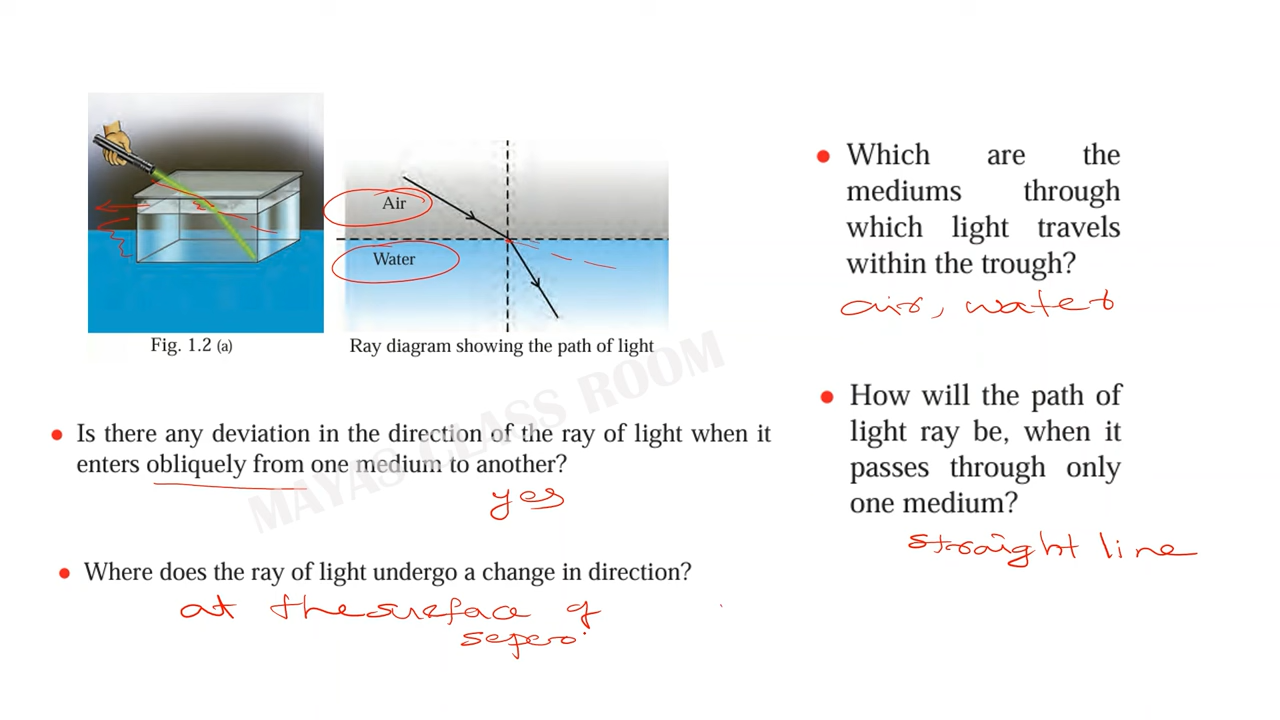 Air
Water
Fig. 1.2 (a)
Ray diagram showing the path of light
MAYAS CLASS ROOM
• Is there any deviation in the direction of the ray of light when it
enters obliquely from one medium to another?
yes
• Where does the ray of light undergo a change in direction?
at the surface of
sepera
• Which are the
mediums through
which light travels
within the trough?
air, water
• How will the path of
light ray be, when it
passes through only
one medium?
straight line